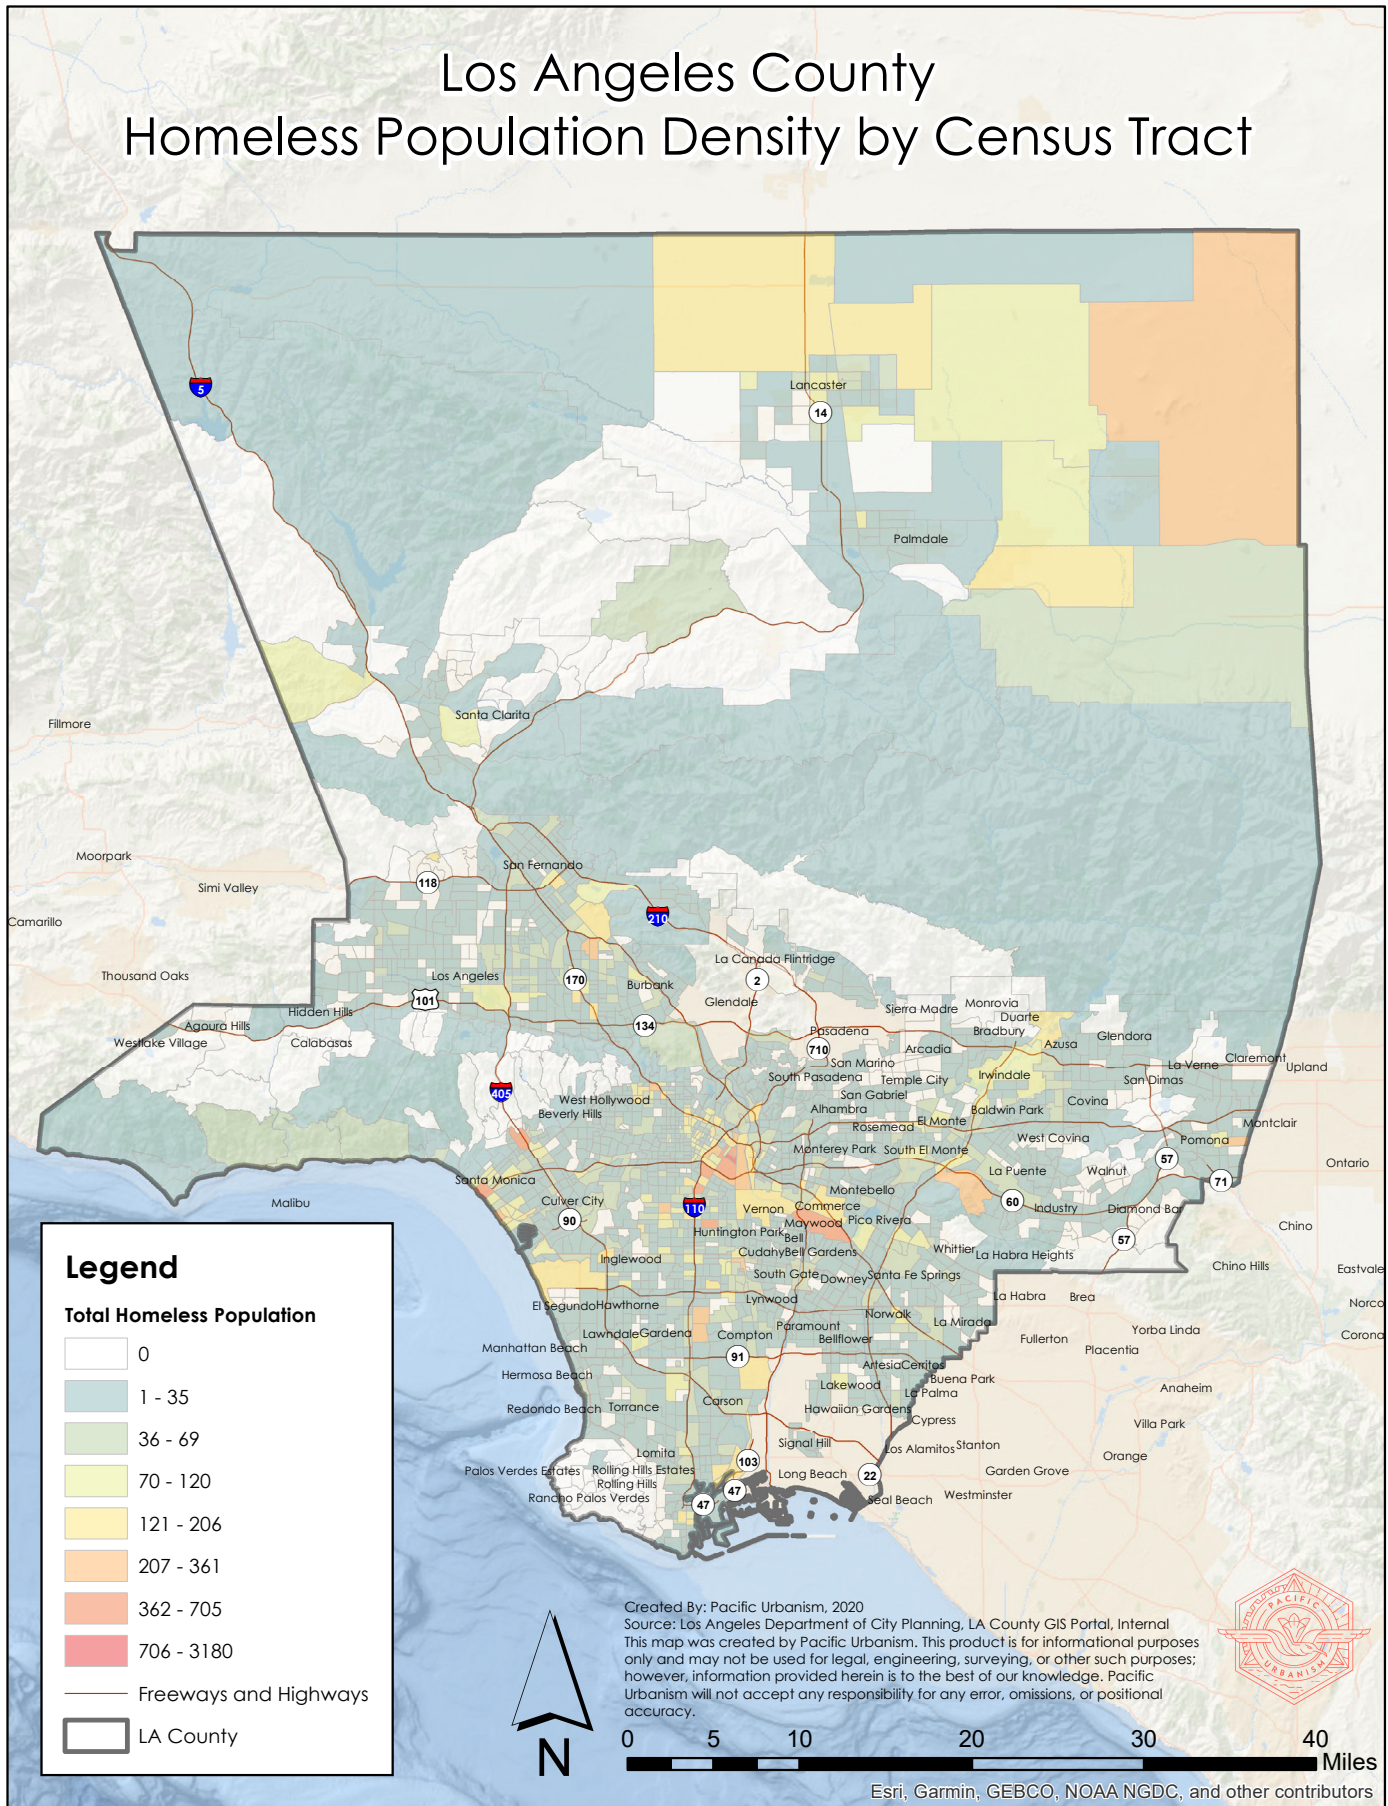 Los Angeles County
Homeless Population Density by Census Tract
5
Lancaster
14
Palmdale
Santa Clarita
Fillmore
Moorpark
Simi Valley
118
San Fernando
210
Camarillo
Thousand Oaks
Los Angeles
101
170
Burbank
La Canada Flintridge
2
Glendale
134
Hidden Hills
Agoura Hills
Westlake Village
Calabasas
Pasadena
710
Sierra Madre
Monrovia
Duarte
Bradbury
Arcadia
Azusa
Glendora
San Marino
South Pasadena
Temple City
San Gabriel
Irwindale
La Verne
Claremont
Upland
San Dimas
405
West Hollywood
Beverly Hills
Alhambra
Rosemead
El Monte
Baldwin Park
Covina
Montclair
West Covina
Pomona
Monterey Park
South El Monte
57
Ontario
La Puente
Walnut
71
Santa Monica
Malibu
Culver City
90
110
Montebello
Vernon
Commerce
Maywood
Pico Rivera
Bell
60
Industry
Diamond Bar
Chino
Huntington Park
Cudahy
Bell Gardens
Whittier
La Habra Heights
57
Chino Hills
Eastvale
Inglewood
South Gate
Downey
Santa Fe Springs
La Habra
Brea
Norco
El Segundo
Hawthorne
Lynwood
Norwalk
La Mirada
Lawndale
Gardena
Compton
Paramount
Bellflower
Fullerton
Yorba Linda
Corona
Placentia
Manhattan Beach
91
Artesia
Cerritos
Hermosa Beach
Lakewood
Buena Park
La Palma
Anaheim
Redondo Beach
Torrance
Carson
Hawaiian Gardens
Cypress
Villa Park
Signal Hill
Los Alamitos
Stanton
Orange
Lomita
103
Long Beach
22
Garden Grove
Palos Verdes Estates
Rolling Hills Estates
Rolling Hills
Rancho Palos Verdes
47
47
Seal Beach
Westminster
Legend
Total Homeless Population
0
1 - 35
36 - 69
70 - 120
121 - 206
207 - 361
362 - 705
706 - 3180
Freeways and Highways
LA County
N
Created By: Pacific Urbanism, 2020
Source: Los Angeles Department of City Planning, LA County GIS Portal, Internal
This map was created by Pacific Urbanism. This product is for informational purposes
only and may not be used for legal, engineering, surveying, or other such purposes;
however, information provided herein is to the best of our knowledge. Pacific
Urbanism will not accept any responsibility for any error, omissions, or positional
accuracy.
PACIFIC
URBANISM
0 5 10 20 30 40
Miles
Esri, Garmin, GEBCO, NOAA NGDC, and other contributors